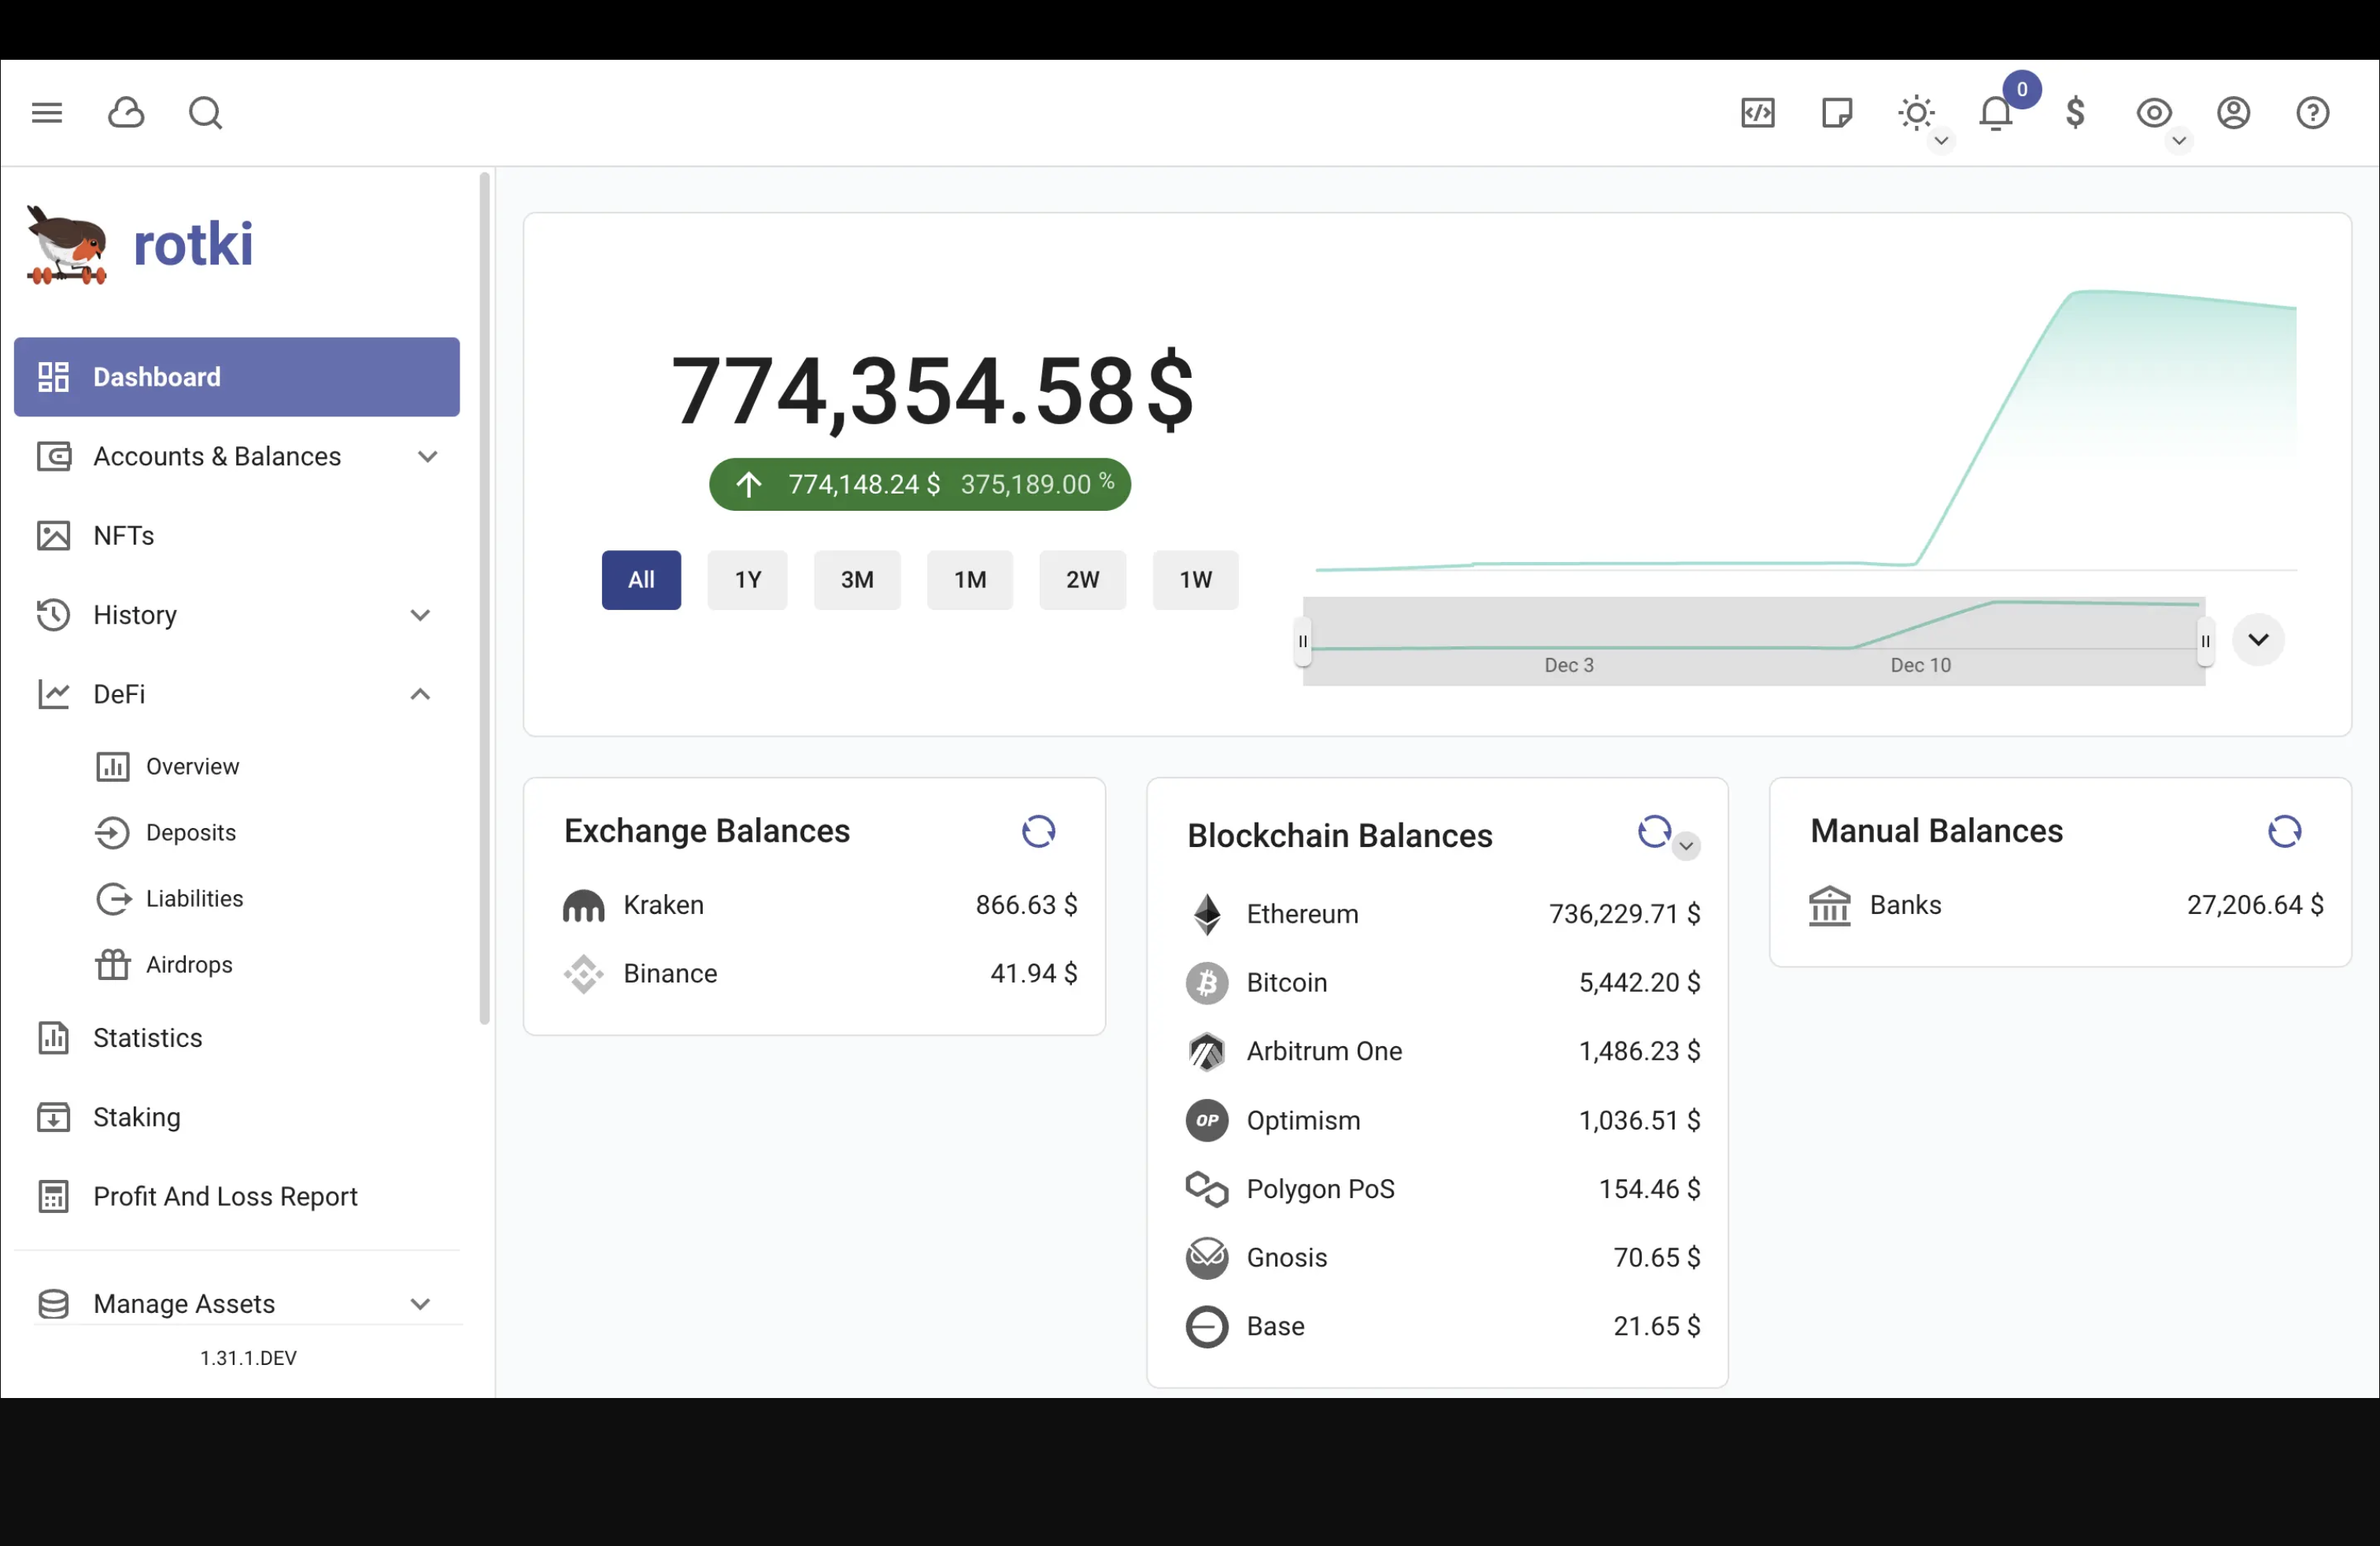 0
rotki
Dashboard
Accounts & Balances
NFTs
History
DeFi
Overview
Deposits
Liabilities
Airdrops
Statistics
Staking
Profit And Loss Report
Manage Assets
1.31.1.DEV
774,354.58 $
774,148.24 $ 375,189.00 %
All 1Y 3M 1M 2W 1W
Dec 3 Dec 10
Exchange Balances
Kraken 866.63 $
Binance 41.94 $
Blockchain Balances
Ethereum 736,229.71 $
Bitcoin 5,442.20 $
Arbitrum One 1,486.23 $
OP Optimism 1,036.51 $
Polygon PoS 154.46 $
Gnosis 70.65 $
Base 21.65 $
Manual Balances
Banks 27,206.64 $